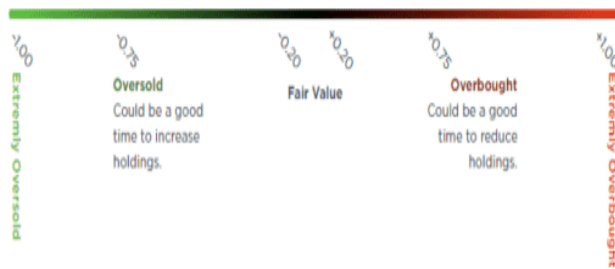 -1.00
-0.75
-0.20
+0.20
+0.75
+1.00
Extremly Oversold
Oversold
Could be a good
time to increase
holdings.
Fair Value
Overbought
Could be a good
time to reduce
holdings.
Extremly Overbought